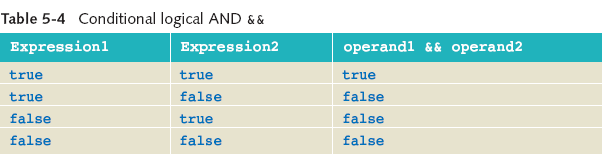 Table 5-4 Conditional logical AND &&
Expression1 Expression2 operand1 && operand2
true true true
true false false
false true false
false false false